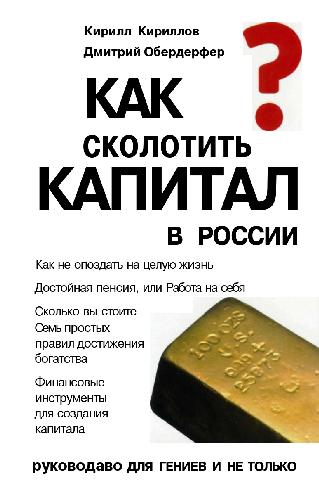 Кирилл Кириллов
Дмитрий Обердерфер
КАК
?
СКОЛОТИТЬ
КАПИТАЛ
В РОССИИ
Как не опоздать на целую жизнь
Достойная пенсия, или Работа на себя
Сколько вы стоите
Семь простых
правил достижения
богатства
Финансовые
инструменты
для создания
капитала
руководаво ДЛЯ ГЕНИЕВ И НЕ ТОЛЬКО